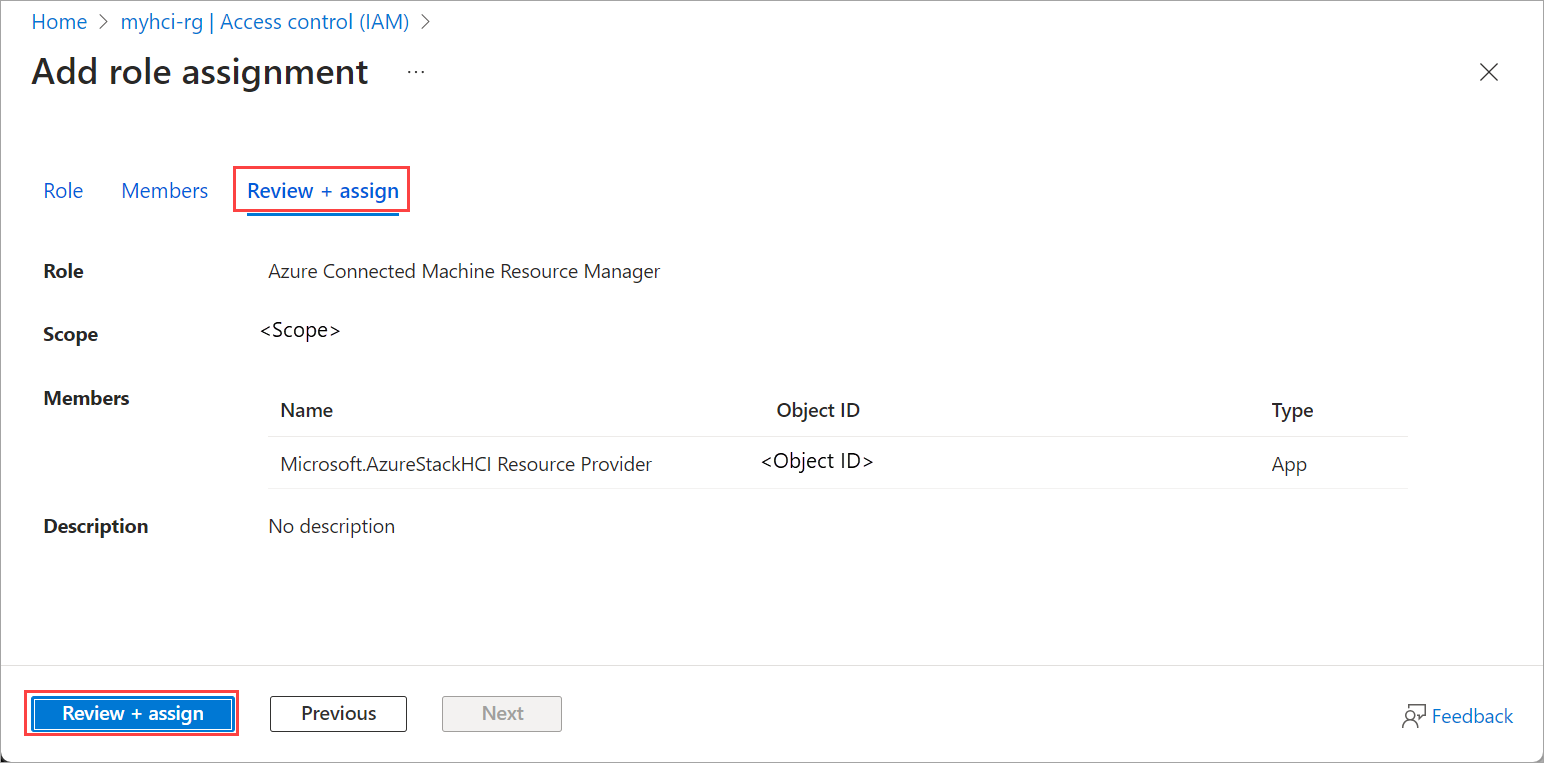 Home > myhci-rg | Access control (IAM) >
Add role assignment ...
Role Members Review + assign
Role Azure Connected Machine Resource Manager
Scope <Scope>
Members
Name Object ID Type
Microsoft.AzureStackHCI Resource Provider <Object ID> App
Description No description
Review + assign Previous Next Feedback